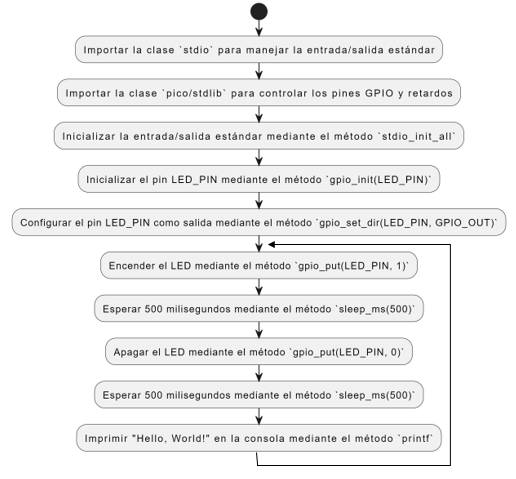 Importar la clase `stdio` para manejar la entrada/salida estándar
Importar la clase `pico/stdlib` para controlar los pines GPIO y retardos
Inicializar la entrada/salida estándar mediante el método `stdio_init_all`
Inicializar el pin LED_PIN mediante el método `gpio_init(LED_PIN)`
Configurar el pin LED_PIN como salida mediante el método `gpio_set_dir(LED_PIN, GPIO_OUT)`
Encender el LED mediante el método `gpio_put(LED_PIN, 1)`
Esperar 500 milisegundos mediante el método `sleep_ms(500)`
Apagar el LED mediante el método `gpio_put(LED_PIN, 0)`
Esperar 500 milisegundos mediante el método `sleep_ms(500)`
Imprimir "Hello, World!" en la consola mediante el método `printf`